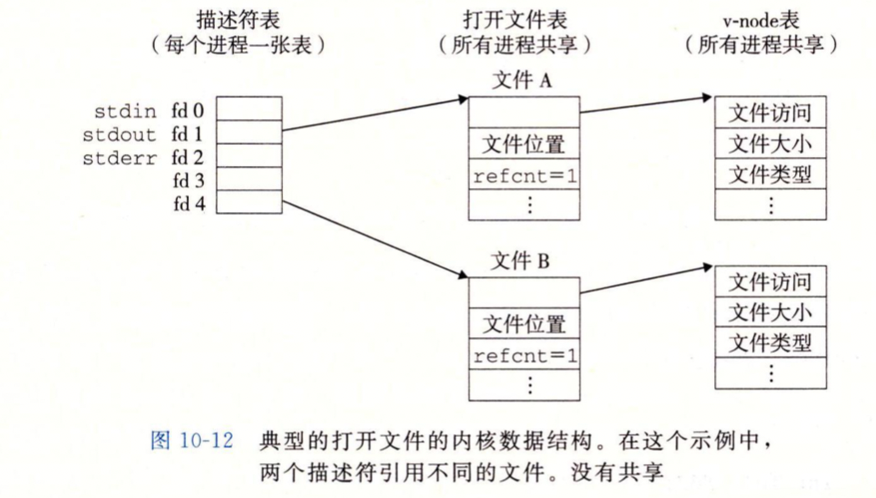 描述符表
（每个进程一张表）
打开文件表
（所有进程共享）
v-node表
（所有进程共享）
stdin fd 0
stdout fd 1
stderr fd 2
fd 3
fd 4
文件 A
文件位置
refcnt=1
⋮
文件访问
文件大小
文件类型
⋮
文件 B
文件位置
refcnt=1
⋮
文件访问
文件大小
文件类型
⋮
图 10-12 典型的打开文件的内核数据结构。在这个示例中，
两个描述符引用不同的文件。没有共享